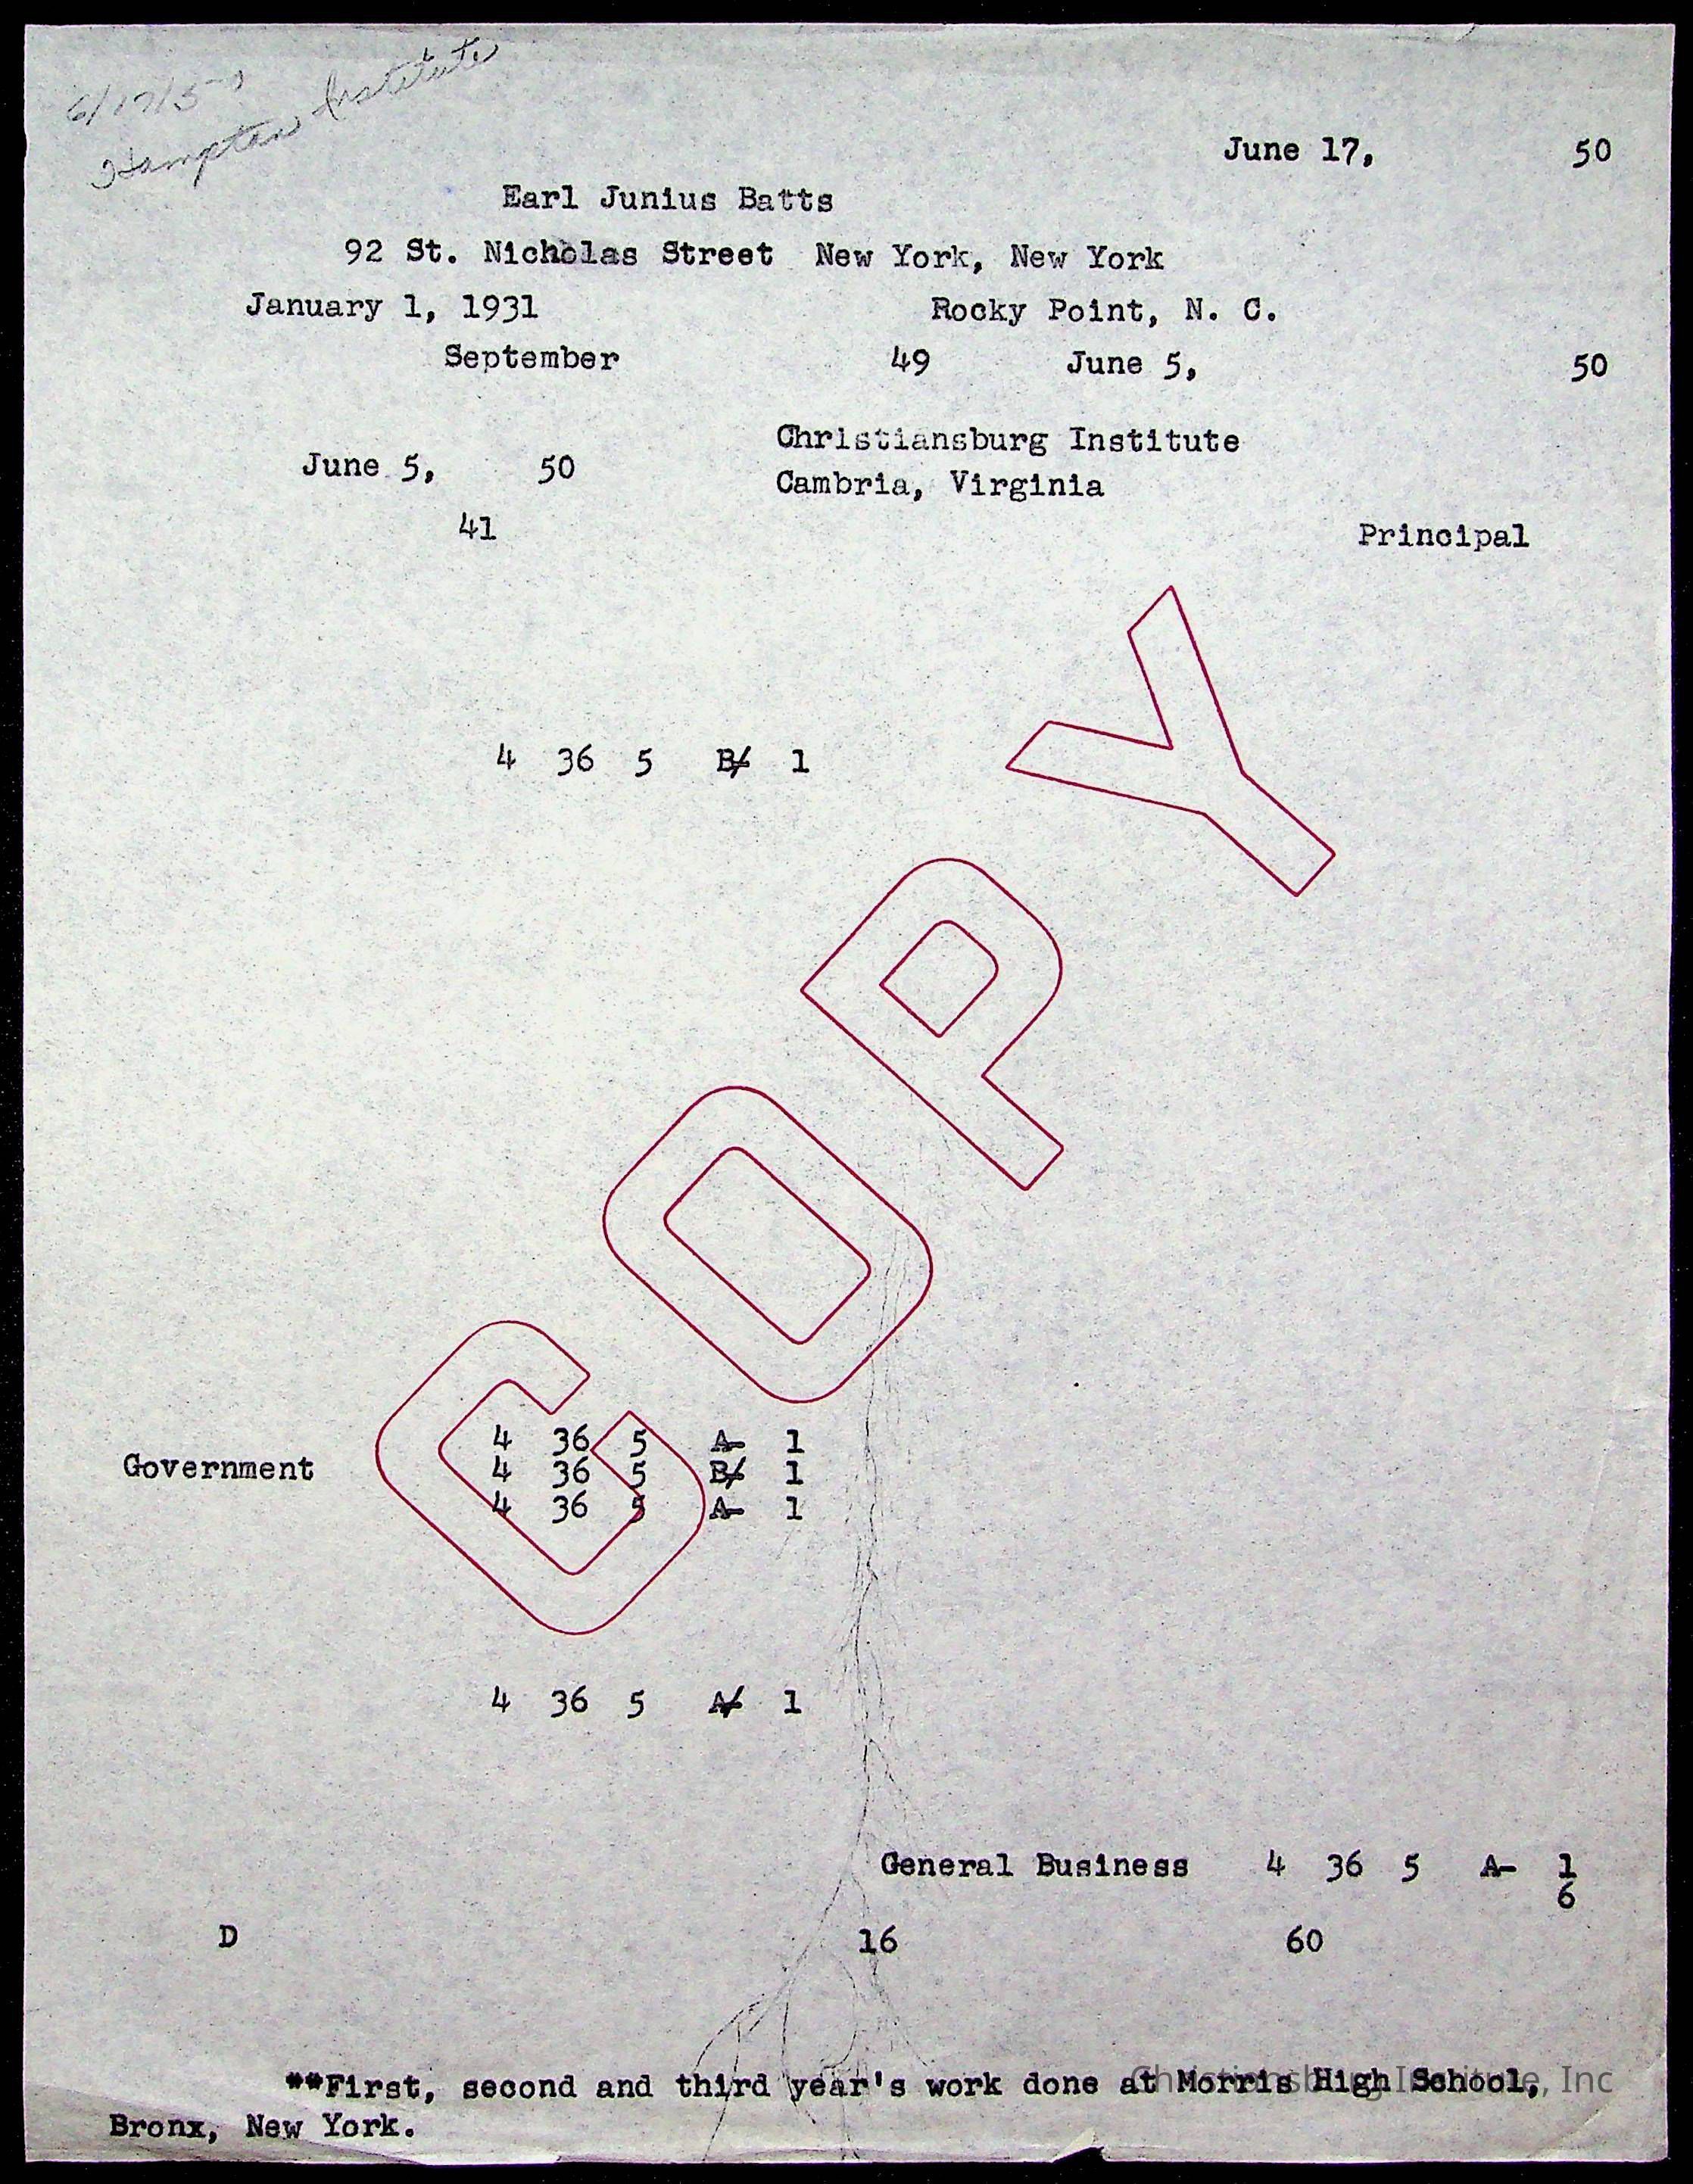 6/17/50
Hampton Institute
June 17, 50
Earl Junius Batts
92 St. Nicholas Street New York, New York
January 1, 1931 Rocky Point, N. C.
September 49 June 5, 50
Christiansburg Institute
June 5, 50
Cambria, Virginia
41
Principal
4 36 5 B/ 1
COPY
4 36 5 A- 1
Government 4 36 5 B/ 1
4 36 5 A- 1
4 36 5 A/ 1
General Business 4 36 5 A- 1
6
D 16 60
**First, second and third year's work done at Morris High School,
Bronx, New York.
Christiansburg Institute, Inc